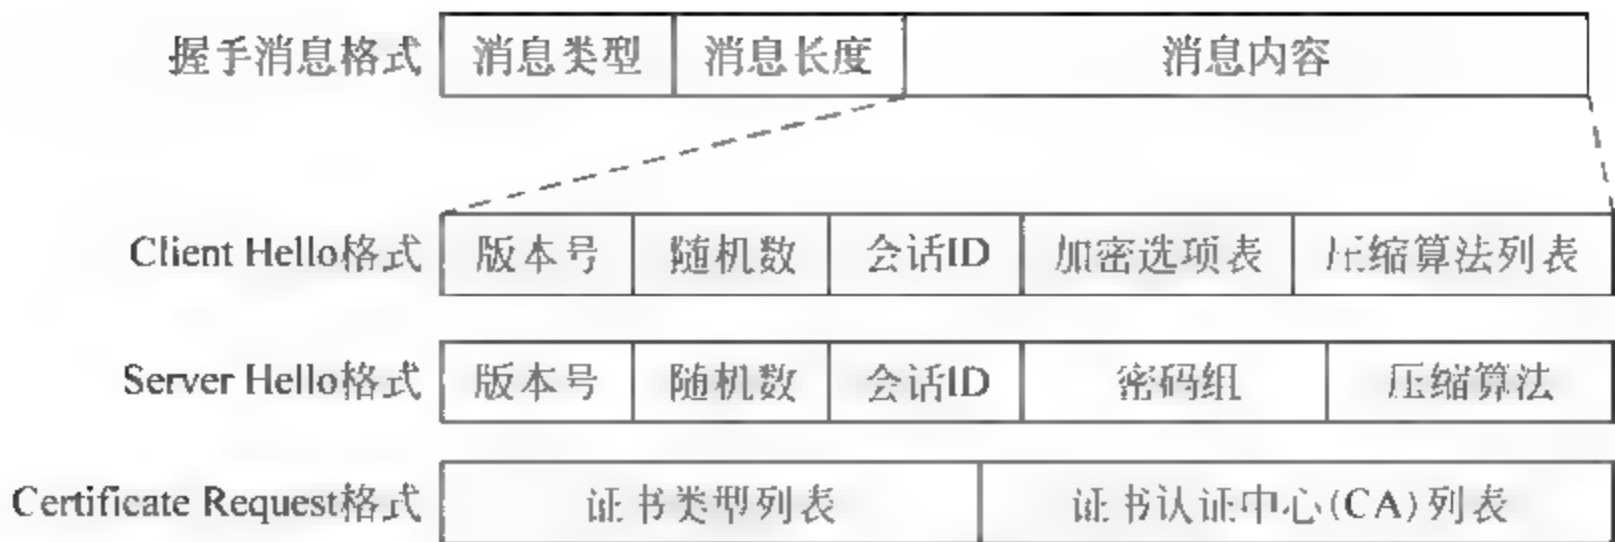 握手消息格式 消息类型 消息长度 消息内容
Client Hello格式 版本号 随机数 会话ID 加密选项表 压缩算法列表
Server Hello格式 版本号 随机数 会话ID 密码组 压缩算法
Certificate Request格式 证书类型列表 证书认证中心(CA)列表